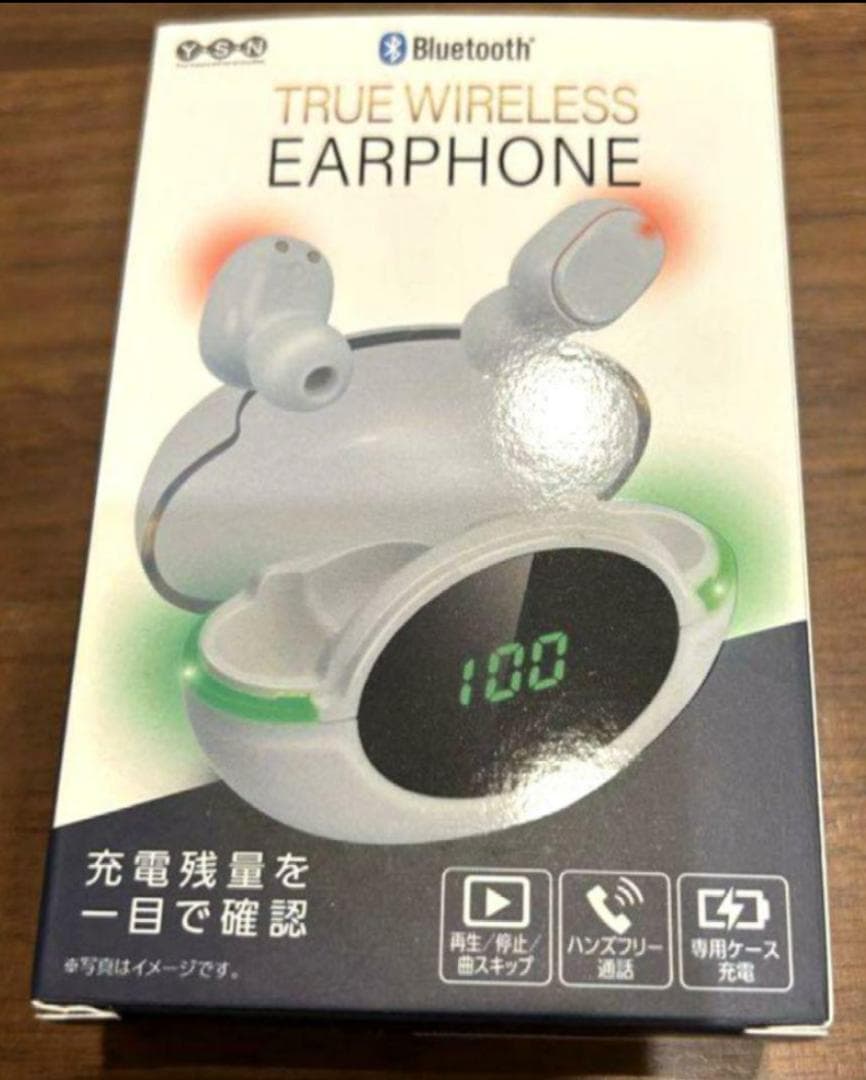 Y·S·N
Bluetooth®
TRUE WIRELESS
EARPHONE
100
充電残量を
一目で確認
※写真はイメージです。
再生/停止/
曲スキップ
ハンズフリー
通話
専用ケース
充電